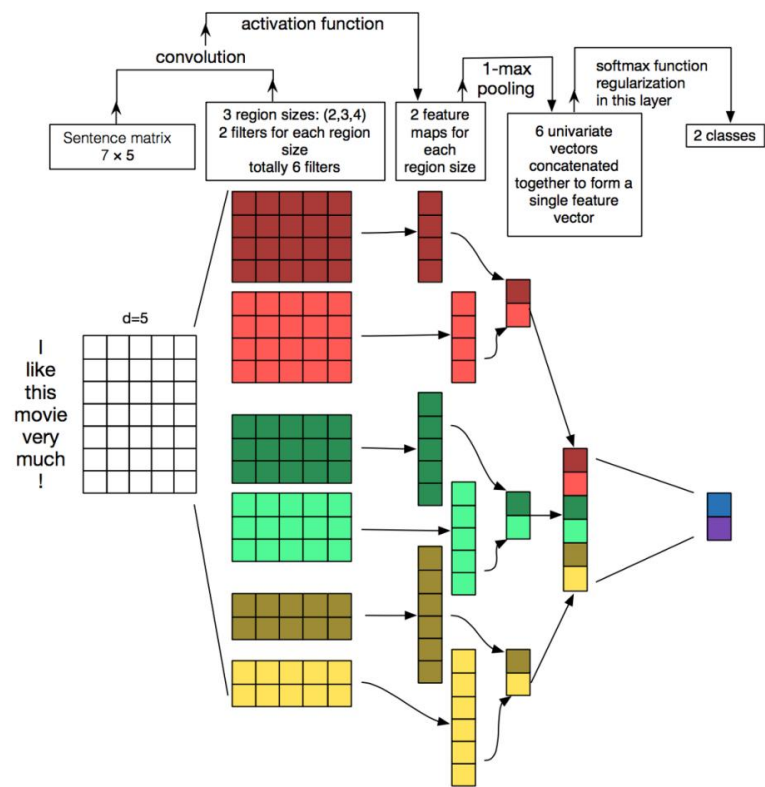 activation function
convolution
1-max
pooling
softmax function
regularization
in this layer
Sentence matrix
7 × 5
3 region sizes: (2,3,4)
2 filters for each region
size
totally 6 filters
2 feature
maps for
each
region size
6 univariate
vectors
concatenated
together to form a
single feature
vector
2 classes
d=5
I
like
this
movie
very
much
!